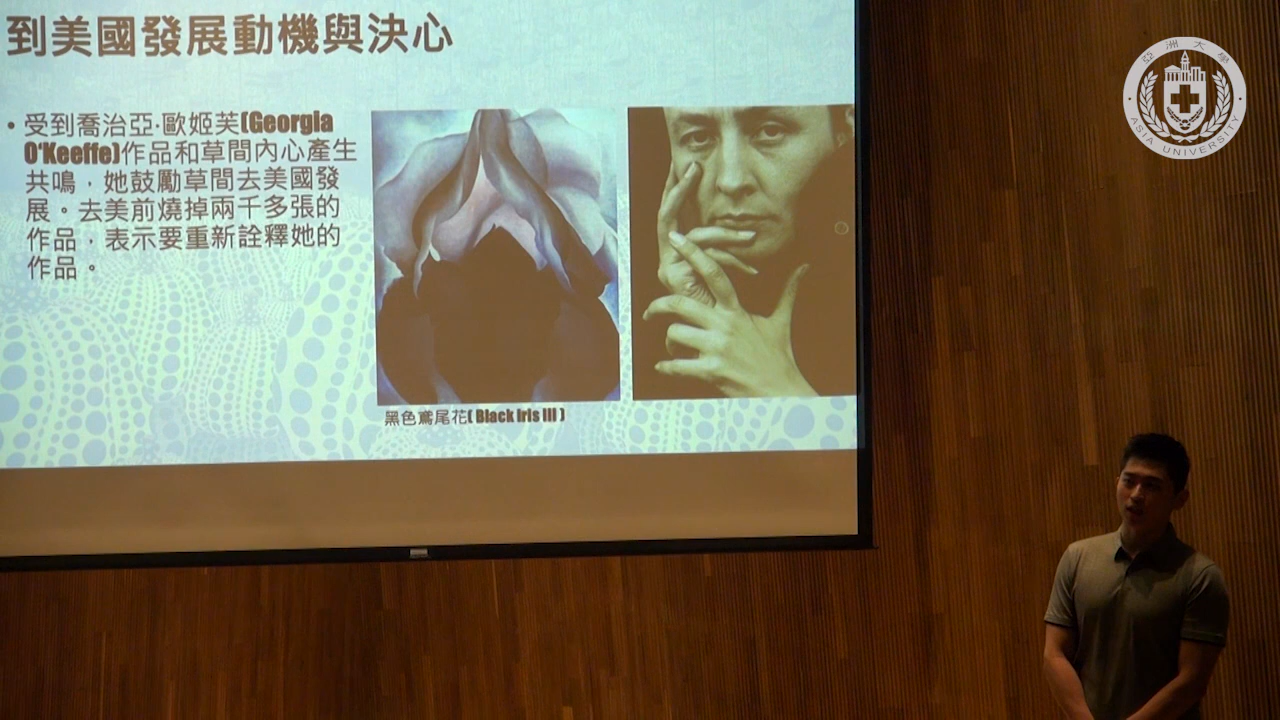 到美國發展動機與決心
• 受到喬治亞·歐姬芙(Georgia
O'Keeffe)作品和草間內心產生
共鳴，她鼓勵草間去美國發
展。去美前燒掉兩千多張的
作品，表示要重新詮釋她的
作品。
黑色鳶尾花( Black Iris III )
亞洲大學
ASIA UNIVERSITY